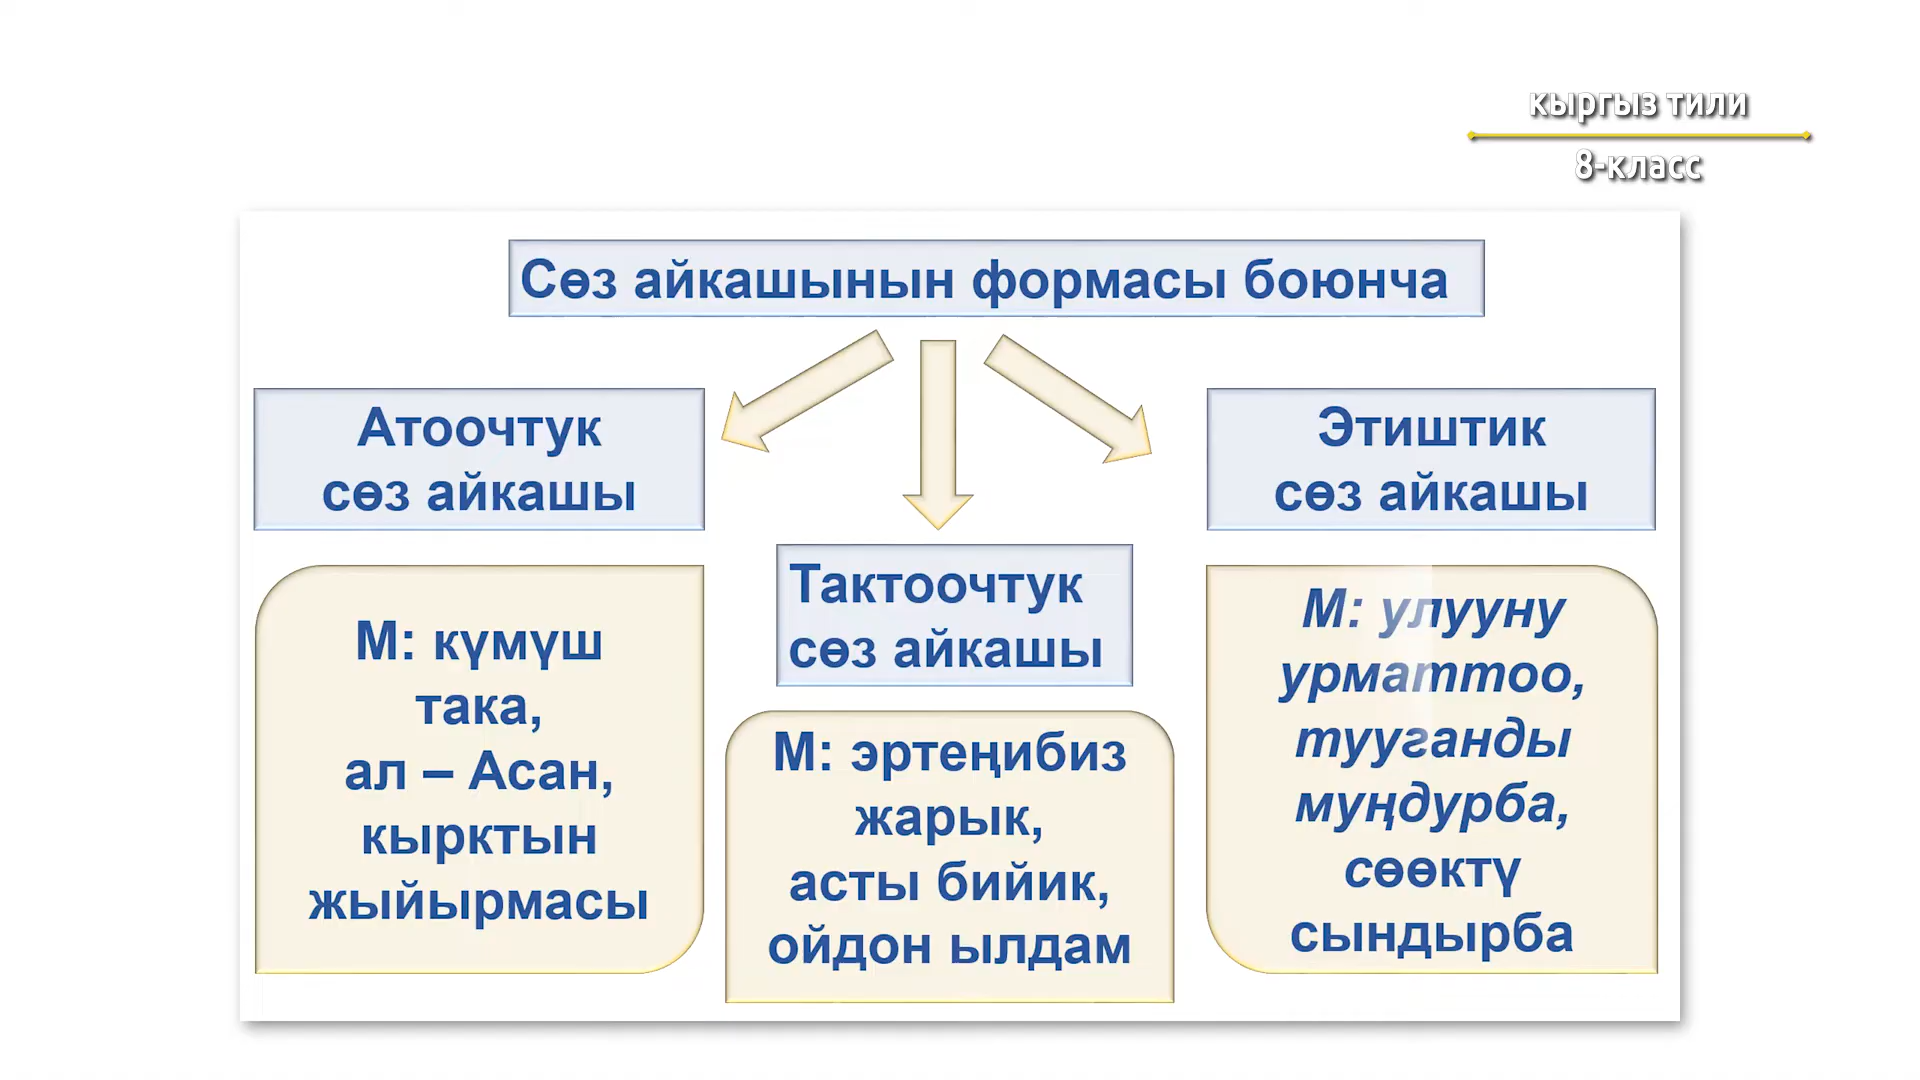 кыргыз тили
8-класс
Сөз айкашынын формасы боюнча
Атоочтук
сөз айкашы
М: күмүш
така,
ал – Асан,
кырктын
жыйырмасы
Тактоочтук
сөз айкашы
М: эртеңибиз
жарык,
асты бийик,
ойдон ылдам
Этиштик
сөз айкашы
М: улууну
урматтоо,
тууганды
муңдурба,
сөөктү
сындырба